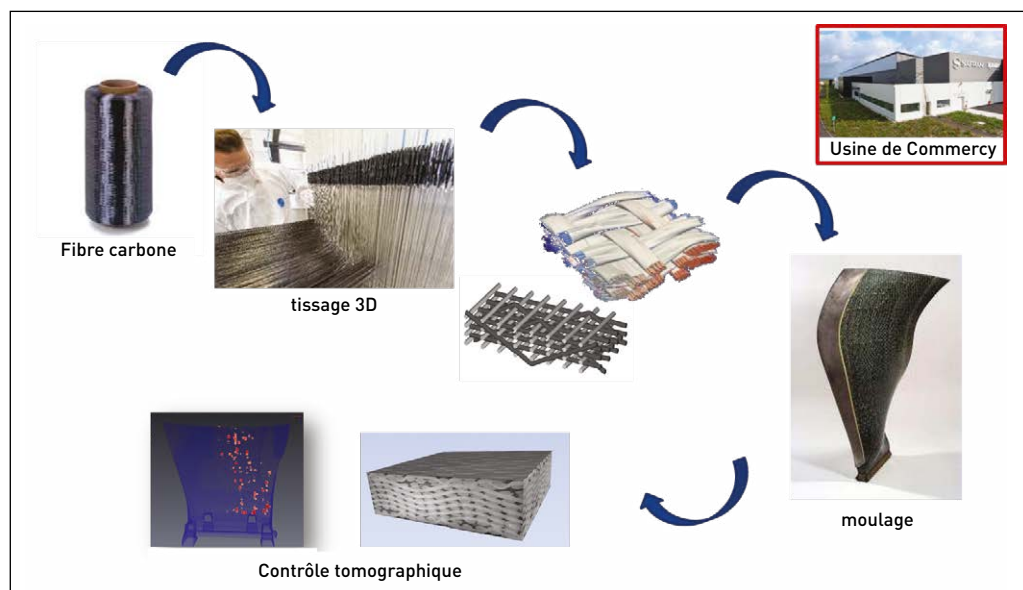 Fibre carbone
tissage 3D
Usine de Commercy
moulage
Contrôle tomographique